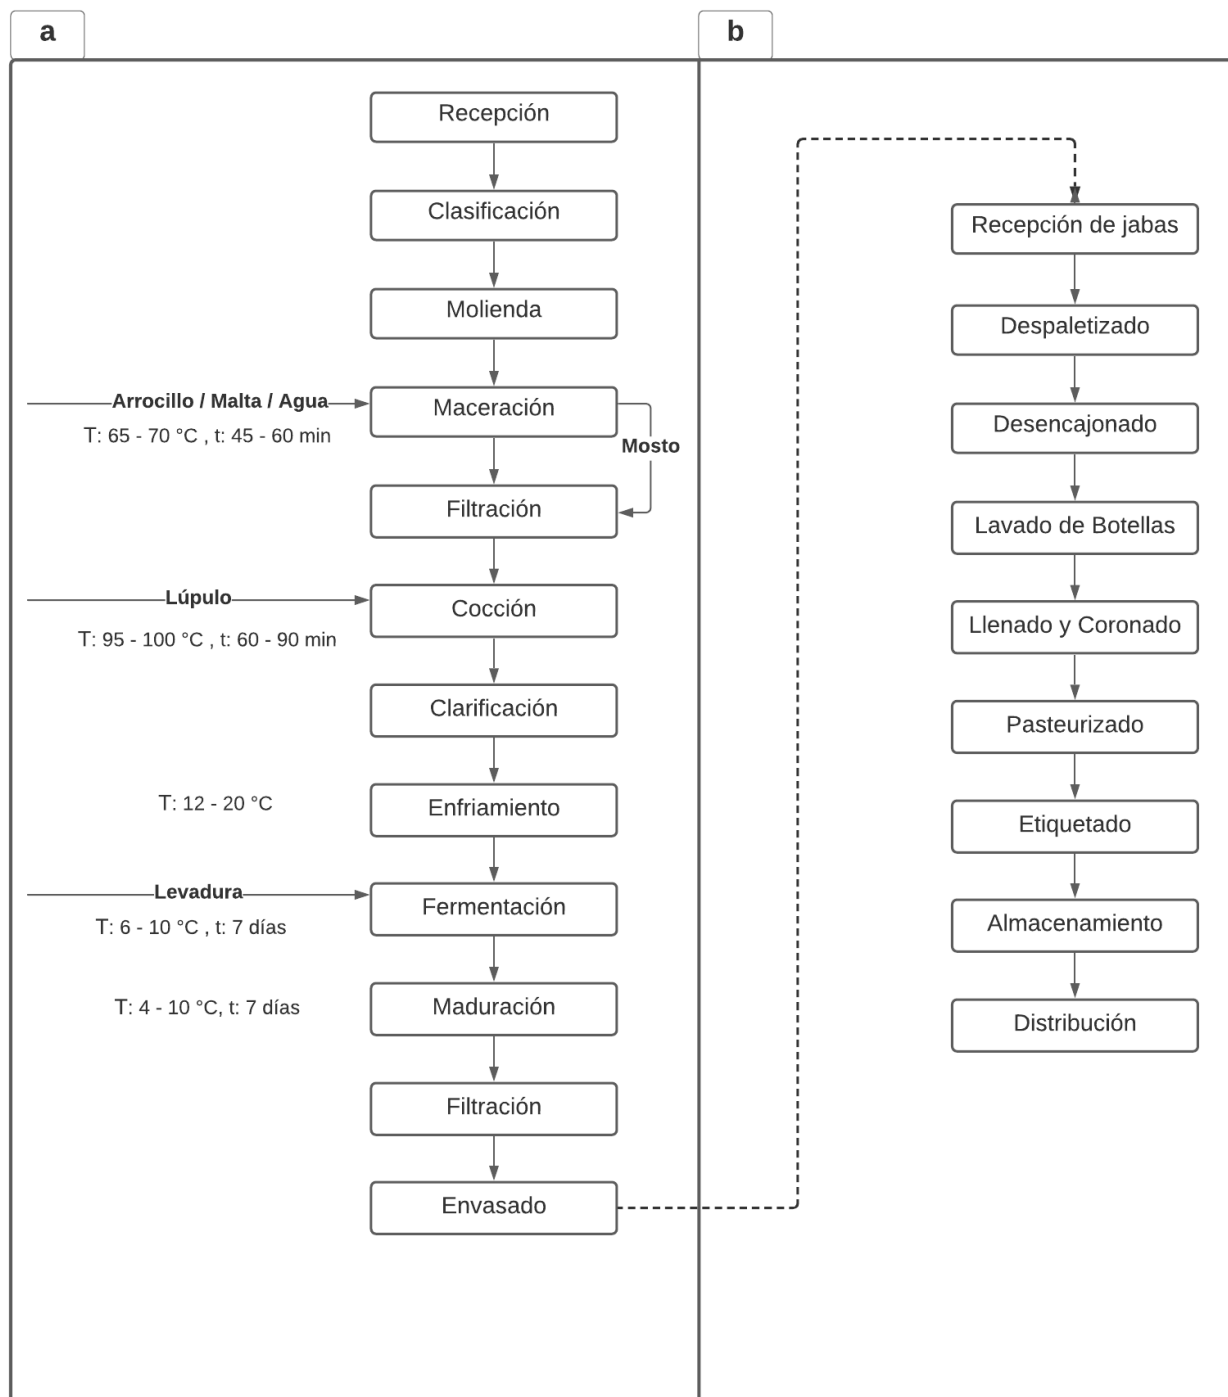 a
Recepción
Clasificación
Molienda
Arrocillo / Malta / Agua
T: 65 - 70 °C , t: 45 - 60 min
Maceración
Mosto
Filtración
Lúpulo
T: 95 - 100 °C , t: 60 - 90 min
Cocción
Clarificación
T: 12 - 20 °C
Enfriamiento
Levadura
T: 6 - 10 °C , t: 7 días
Fermentación
T: 4 - 10 °C, t: 7 días
Maduración
Filtración
Envasado
b
Recepción de jabas
Despaletizado
Desencajonado
Lavado de Botellas
Llenado y Coronado
Pasteurizado
Etiquetado
Almacenamiento
Distribución